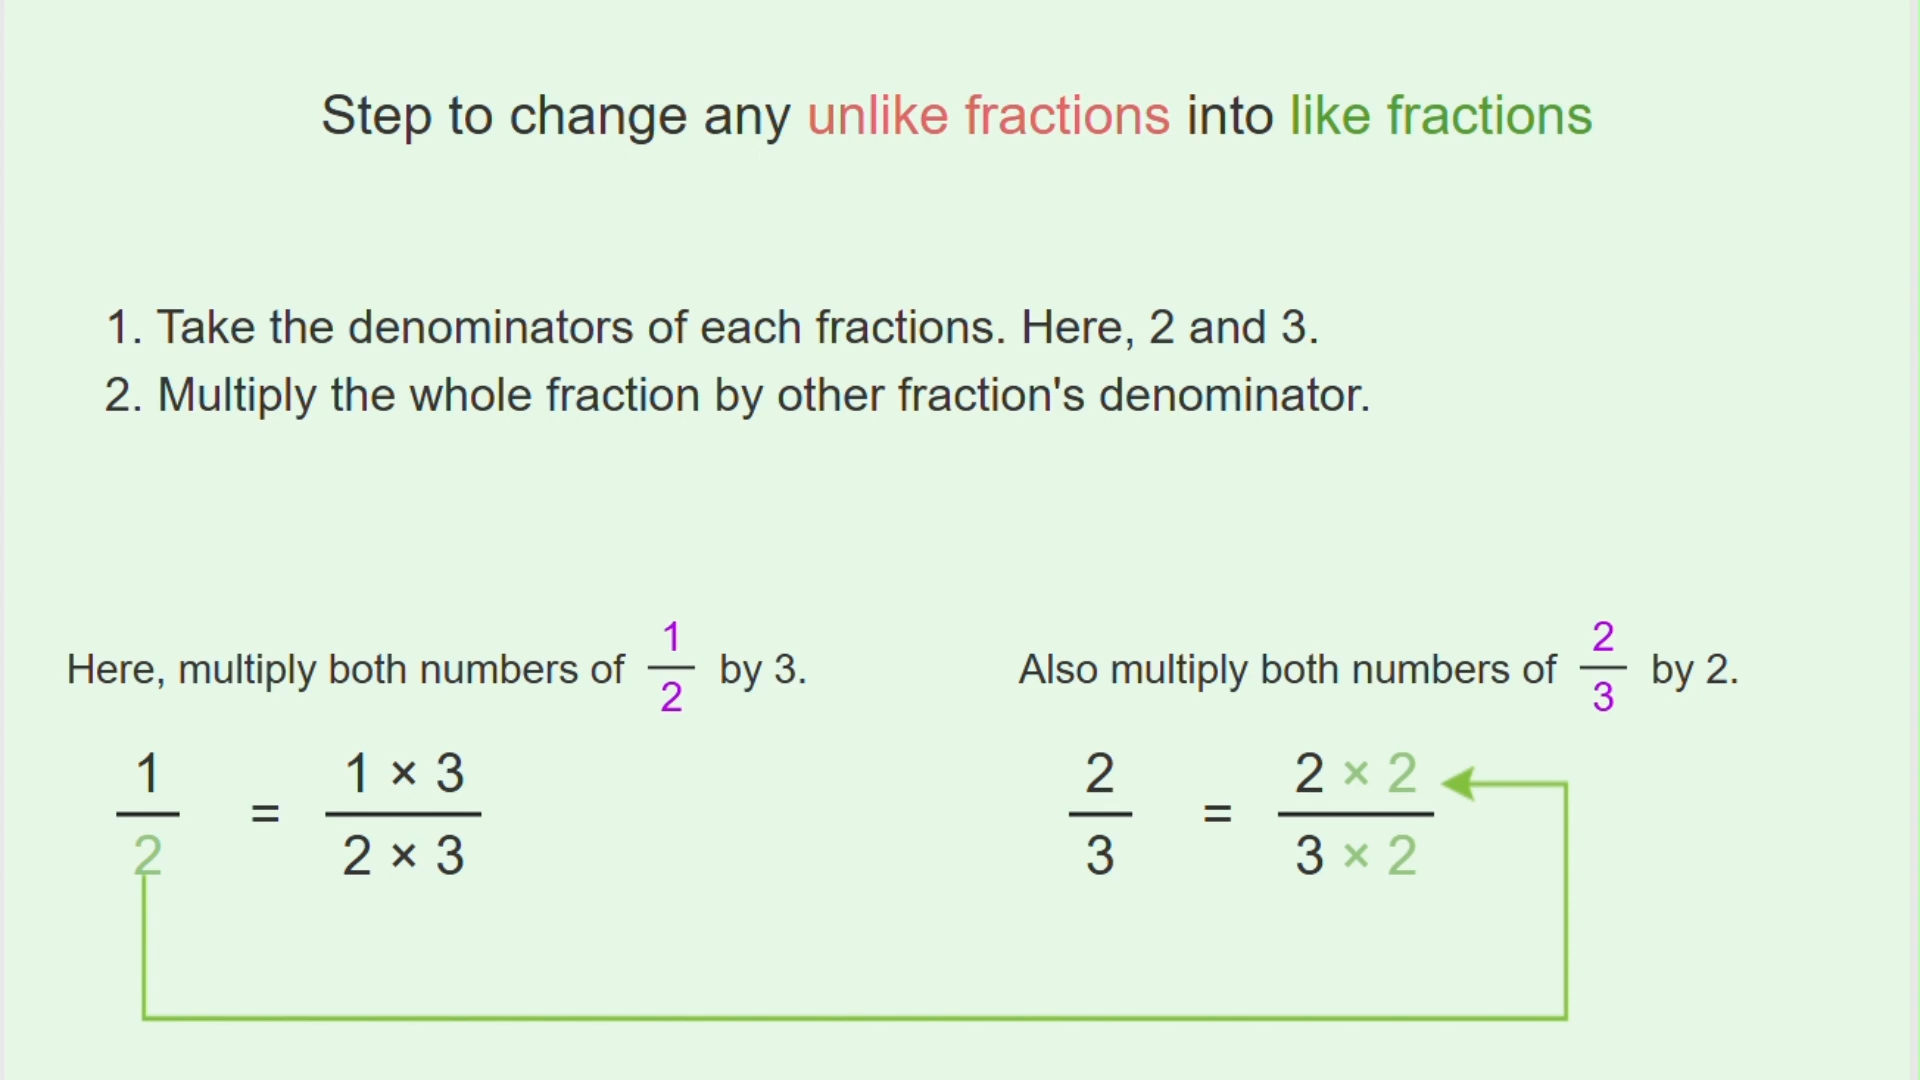 Step to change any unlike fractions into like fractions
1. Take the denominators of each fractions. Here, 2 and 3.
2. Multiply the whole fraction by other fraction's denominator.
Here, multiply both numbers of 1/2 by 3.
Also multiply both numbers of 2/3 by 2.
1/2 = 1 × 3 / 2 × 3
2/3 = 2 × 2 / 3 × 2